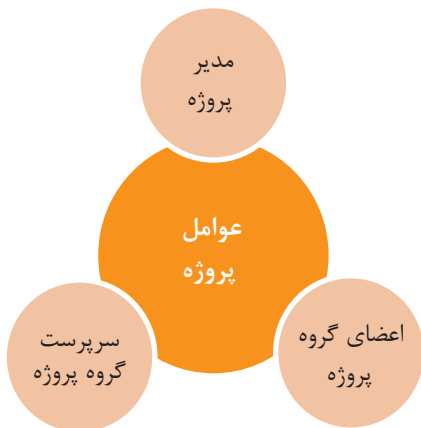 مدیر
پروژه
عوامل
پروژه
اعضای گروه
پروژه
سرپرست
گروه پروژه